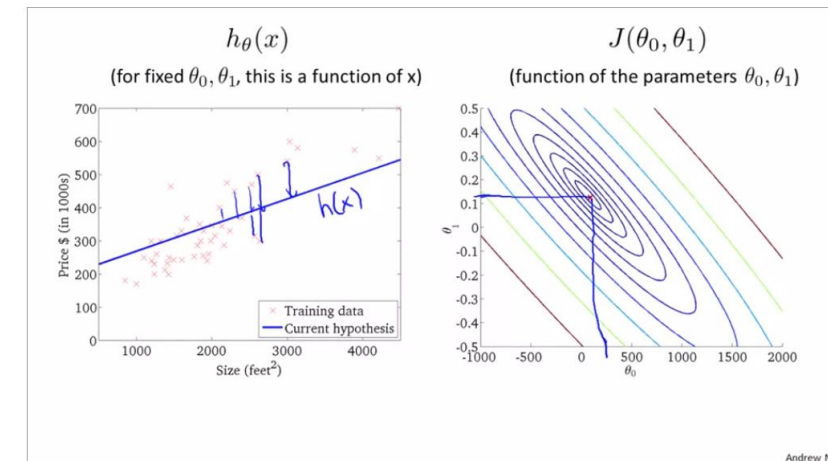 h_θ(x)
(for fixed θ₀, θ₁, this is a function of x)
Price $ (in 1000s)
700
600
500
400
300
200
100
0
h(x)
Training data
Current hypothesis
1000 2000 3000 4000
Size (feet²)
J(θ₀, θ₁)
(function of the parameters θ₀, θ₁)
θ₁
0.5
0.4
0.3
0.2
0.1
0
-0.1
-0.2
-0.3
-0.4
-0.5
-1000 -500 0 500 1000 1500 2000
θ₀
Andrew